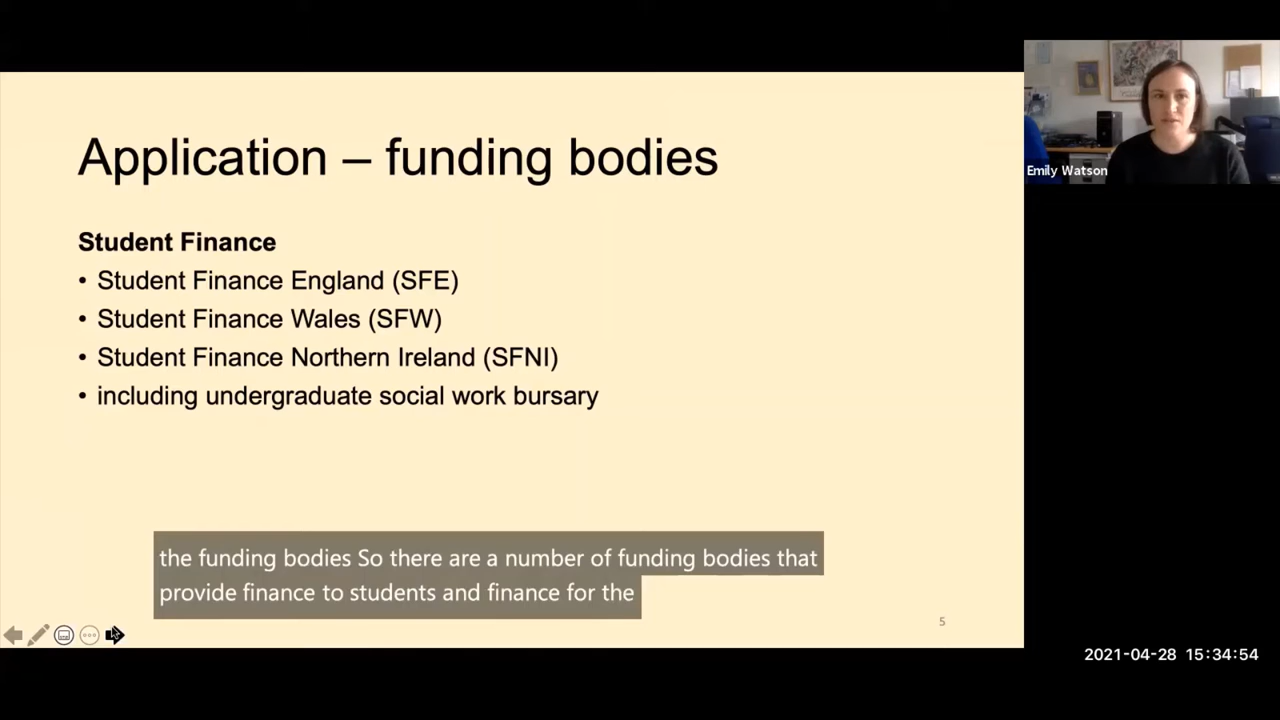 Application – funding bodies
Student Finance
• Student Finance England (SFE)
• Student Finance Wales (SFW)
• Student Finance Northern Ireland (SFNI)
• including undergraduate social work bursary
the funding bodies So there are a number of funding bodies that
provide finance to students and finance for the
5
Emily Watson
2021-04-28 15:34:54